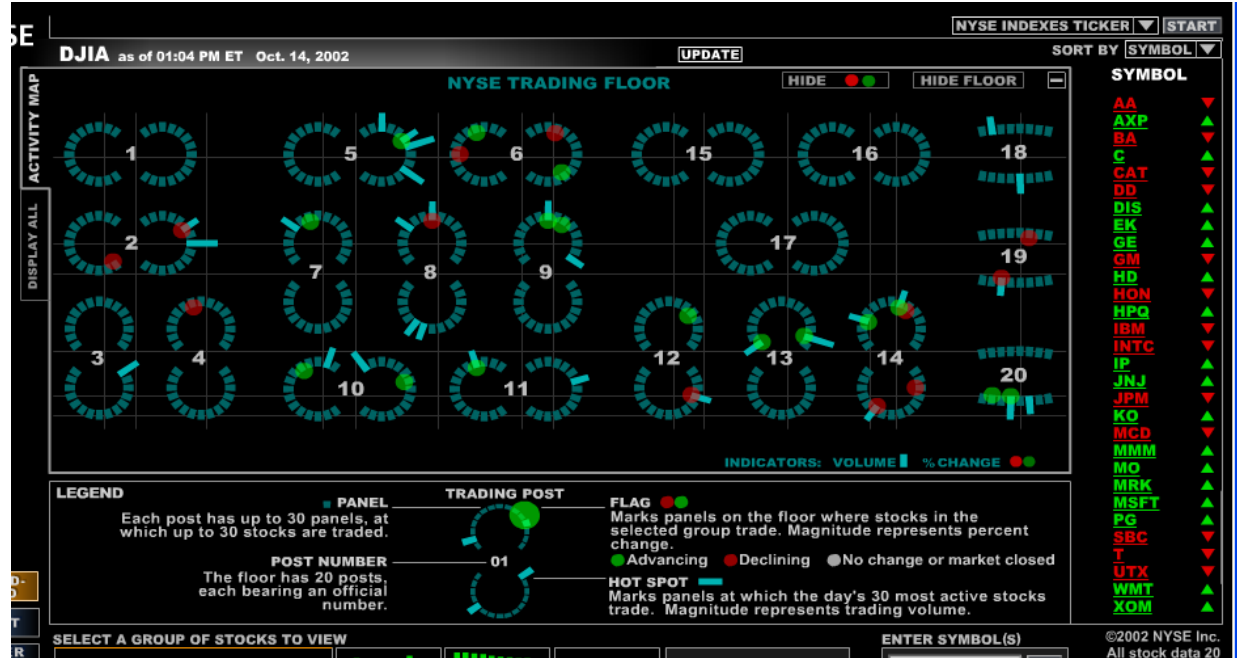 SE
NYSE INDEXES TICKER START
DJIA as of 01:04 PM ET Oct. 14, 2002
UPDATE
SORT BY SYMBOL
ACTIVITY MAP
DISPLAY ALL
NYSE TRADING FLOOR
HIDE
HIDE FLOOR
1
5
6
15
16
18
2
7
8
9
17
19
3
4
10
11
12
13
14
20
INDICATORS: VOLUME % CHANGE
SYMBOL
AA
AXP
BA
C
CAT
DD
DIS
EK
GE
GM
HD
HON
HPQ
IBM
INTC
IP
JNJ
JPM
KO
MCD
MMM
MO
MRK
MSFT
PG
SBC
T
UTX
WMT
XOM
LEGEND
PANEL
Each post has up to 30 panels, at
which up to 30 stocks are traded.
POST NUMBER
The floor has 20 posts,
each bearing an official
number.
TRADING POST
01
FLAG
Marks panels on the floor where stocks in the
selected group trade. Magnitude represents percent
change.
Advancing Declining No change or market closed
HOT SPOT
Marks panels at which the day's 30 most active stocks
trade. Magnitude represents trading volume.
D-
T
R
SELECT A GROUP OF STOCKS TO VIEW
ENTER SYMBOL(S)
©2002 NYSE Inc.
All stock data 20